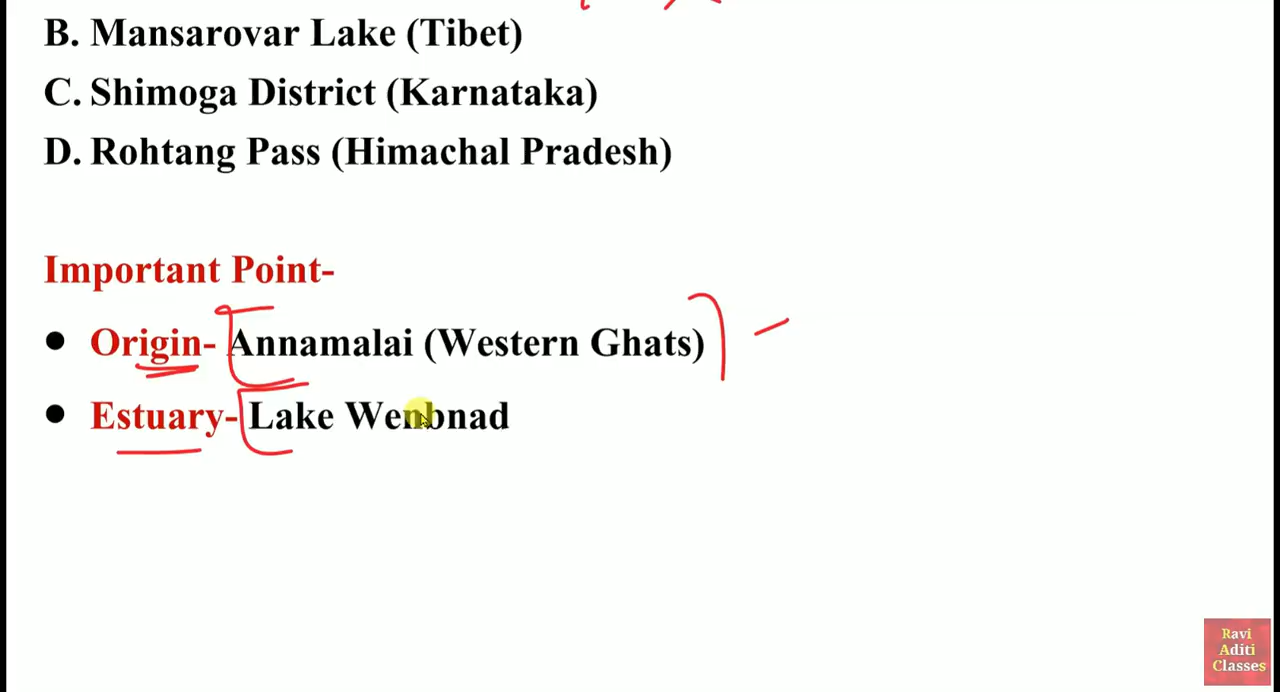 B. Mansarovar Lake (Tibet)
C. Shimoga District (Karnataka)
D. Rohtang Pass (Himachal Pradesh)
Important Point-
● Origin- Annamalai (Western Ghats)
● Estuary- Lake Wenbnad
Ravi
Aditi
Classes